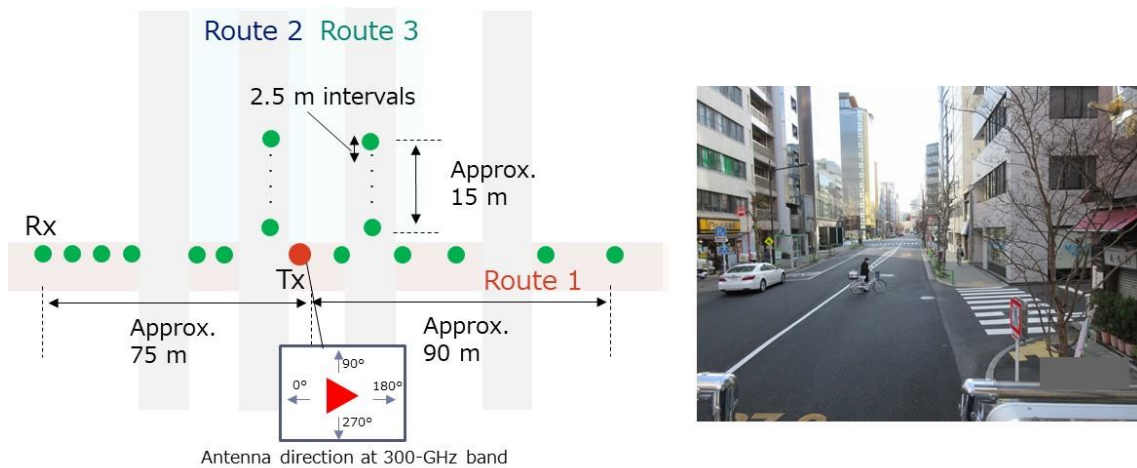 Route 2
Route 3
2.5 m intervals
Approx.
15 m
Rx
Tx
Route 1
Approx.
75 m
Approx.
90 m
90°
0°
180°
270°
Antenna direction at 300-GHz band